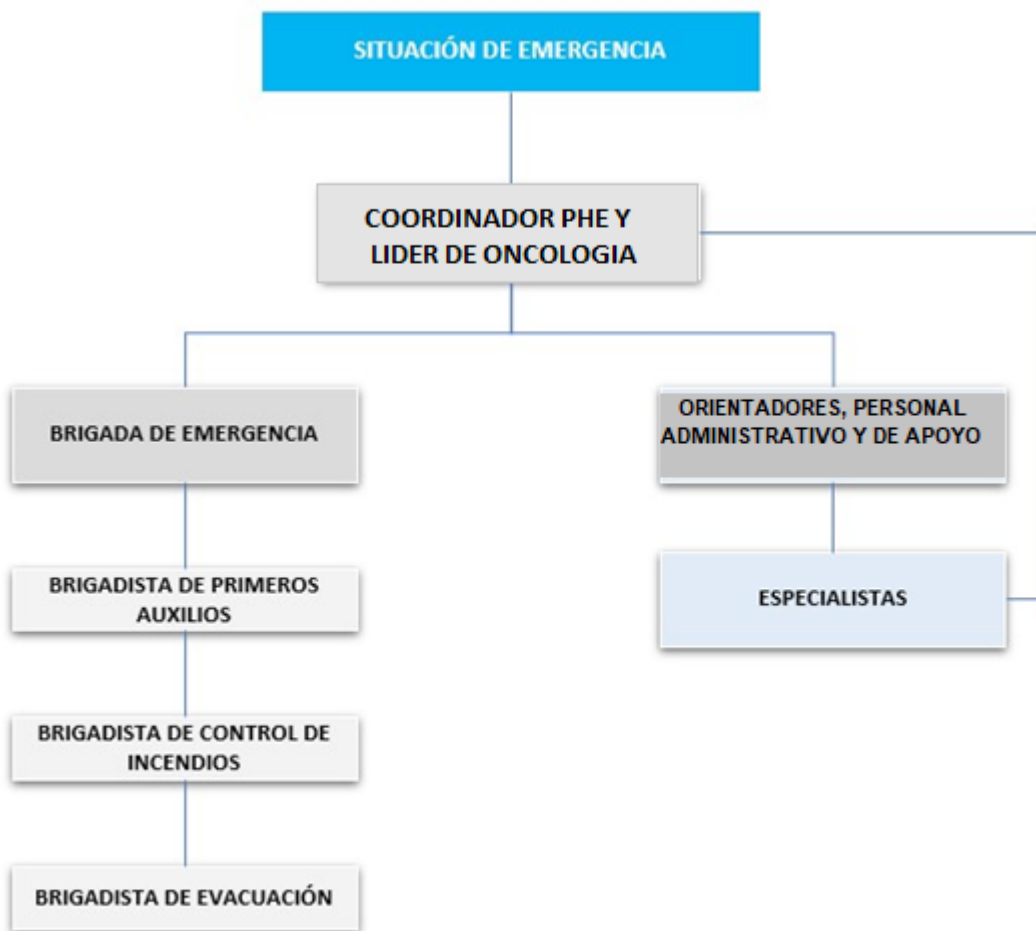 SITUACIÓN DE EMERGENCIA
COORDINADOR PHE Y
LIDER DE ONCOLOGIA
BRIGADA DE EMERGENCIA
ORIENTADORES, PERSONAL
ADMINISTRATIVO Y DE APOYO
BRIGADISTA DE PRIMEROS
AUXILIOS
ESPECIALISTAS
BRIGADISTA DE CONTROL DE
INCENDIOS
BRIGADISTA DE EVACUACIÓN